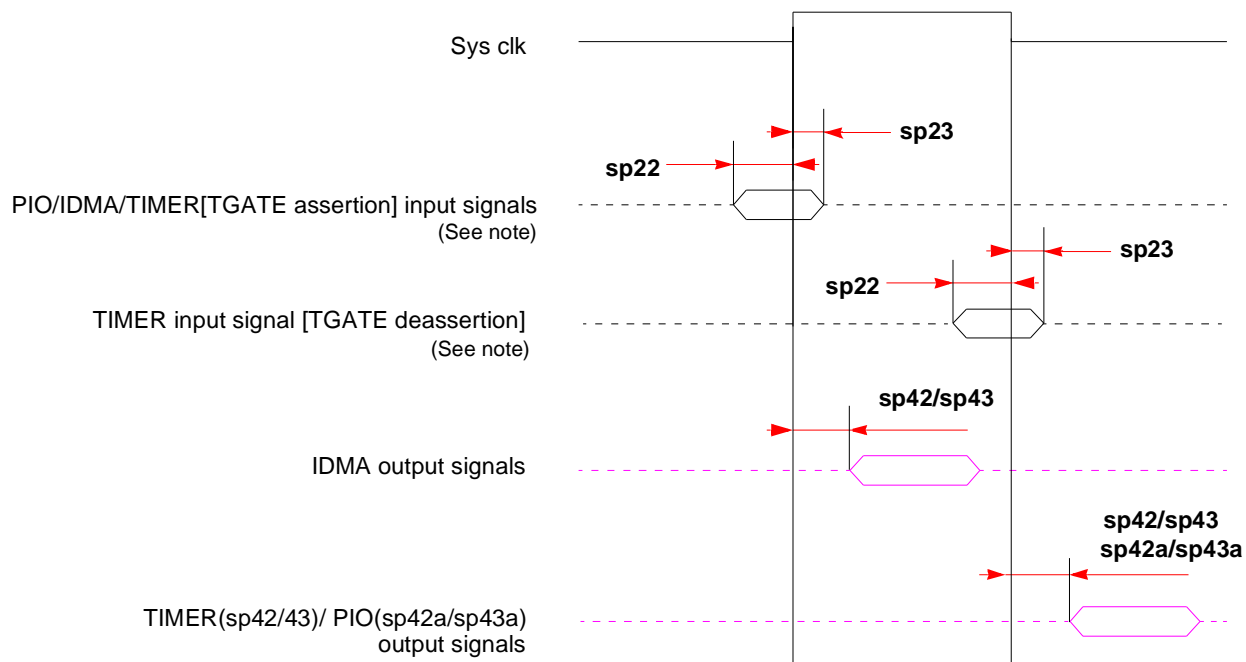 Sys clk
sp23
sp22
PIO/IDMA/TIMER[TGATE assertion] input signals
(See note)
sp23
sp22
TIMER input signal [TGATE deassertion]
(See note)
sp42/sp43
IDMA output signals
sp42/sp43
sp42a/sp43a
TIMER(sp42/43)/ PIO(sp42a/sp43a)
output signals